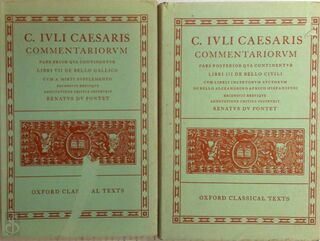 C. IVLI CAESARIS
COMMENTARIORVM
PARS PRIOR QVA CONTINENTVR
LIBRI VII DE BELLO GALLICO
CVM A. HIRTI SVPPLEMENTO
RECENSVIT BREVIQVE
ADNOTATIONE CRITICA INSTRVXIT
RENATVS DV PONTET
OXFORD CLASSICAL TEXTS
C. IVLI CAESARIS
COMMENTARIORVM
PARS POSTERIOR QVA CONTINENTVR
LIBRI III DE BELLO CIVILI
CVM LIBRIS INCERTORVM AVCTORVM
DE BELLO ALEXANDRINO AFRICO HISPANIENSI
RECENSVIT BREVIQVE
ADNOTATIONE CRITICA INSTRVXIT
RENATVS DV PONTET
OXFORD CLASSICAL TEXTS